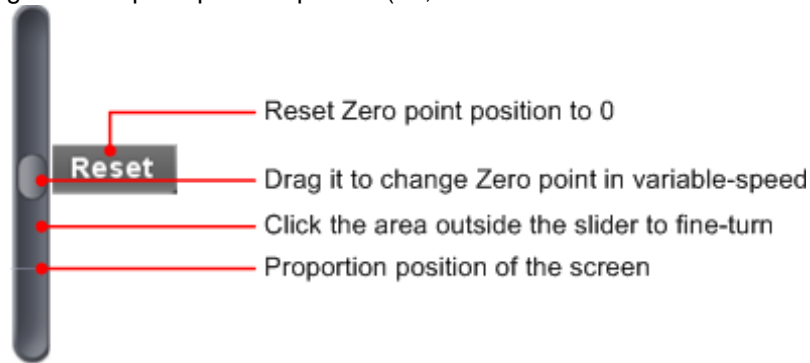 Reset Zero point position to 0
Reset
Drag it to change Zero point in variable-speed
Click the area outside the slider to fine-turn
Proportion position of the screen